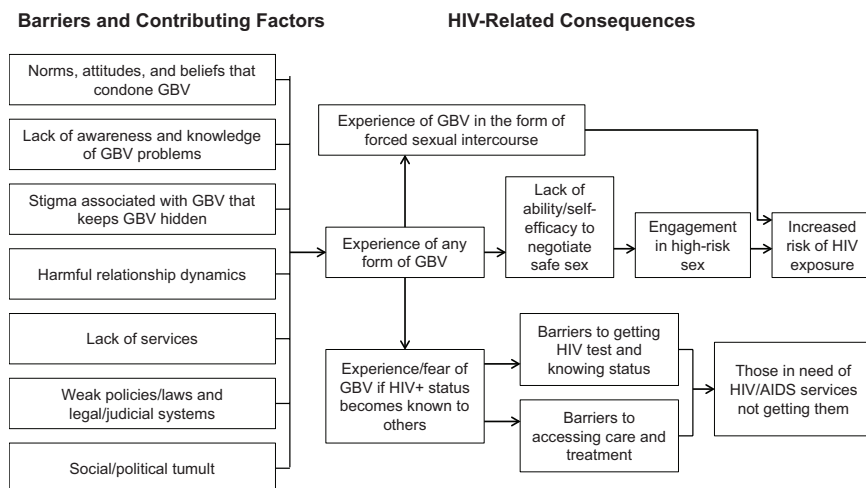 Barriers and Contributing Factors
HIV-Related Consequences
Norms, attitudes, and beliefs that
condone GBV
Lack of awareness and knowledge
of GBV problems
Stigma associated with GBV that
keeps GBV hidden
Harmful relationship dynamics
Lack of services
Weak policies/laws and
legal/judicial systems
Social/political tumult
Experience of any
form of GBV
Experience of GBV in the form of
forced sexual intercourse
Lack of
ability/self-
efficacy to
negotiate
safe sex
Engagement
in high-risk
sex
Increased
risk of HIV
exposure
Experience/fear of
GBV if HIV+ status
becomes known to
others
Barriers to getting
HIV test and
knowing status
Barriers to
accessing care and
treatment
Those in need of
HIV/AIDS services
not getting them